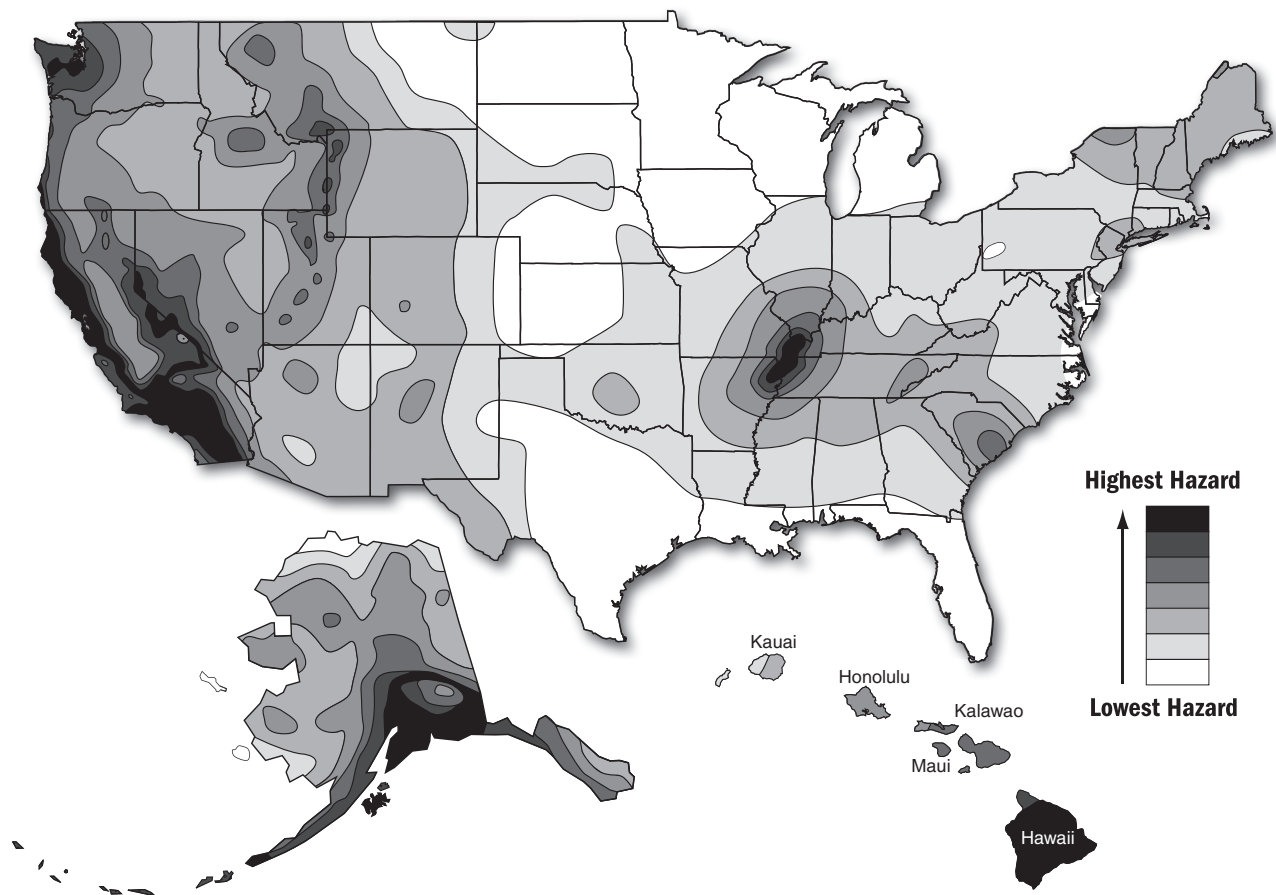 Highest Hazard
Lowest Hazard
Kauai
Honolulu
Kalawao
Maui
Hawaii